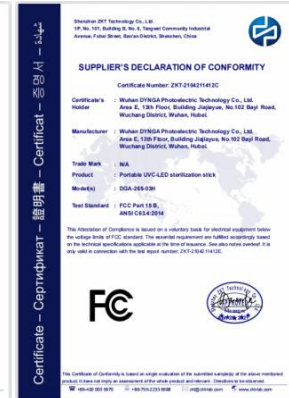 Shenzhen ZKT Technology Co., Ltd.
1/F, No. 101, Building B, No. 6, Tangwei Community Industrial
Avenue, Fuhai Street, Bao'an District, Shenzhen, China
SUPPLIER'S DECLARATION OF CONFORMITY
Certificate Number: ZKT-2104211412C
Certificate's Holder : Wuhan DYNGA Photoelectric Technology Co., Ltd.
Area E, 13th Floor, Building Jiajiayue, No.102 Bayi Road,
Wuchang District, Wuhan, Hubei.
Manufacturer : Wuhan DYNGA Photoelectric Technology Co., Ltd.
Area E, 13th Floor, Building Jiajiayue, No.102 Bayi Road,
Wuchang District, Wuhan, Hubei.
Trade Mark : N/A
Product : Portable UVC-LED sterilization stick
Model(s) : DGA-265-03H
Test Standard : FCC Part 15 B,
ANSI C63.4:2014
This Attestation of Compliance is issued on a voluntary basis for electrical equipment below
the voltage limits of FCC standard. The essential requirement are fulfilled accordingly based
on the technical specifications applicable at the time of issuance. See also notes overleaf. It is
only valid in connection with the test report number: ZKT-2104211412E.
FC
This Certificate of Conformity is based on single evaluation of the submitted sample(s) of the above mentioned
product. It does not imply an assessment of the whole product and relevant . Directives to be observed.
www.zktlab.com
Certificate – Сертификат – 證明書 – Certificat – 증명서 – شهادة